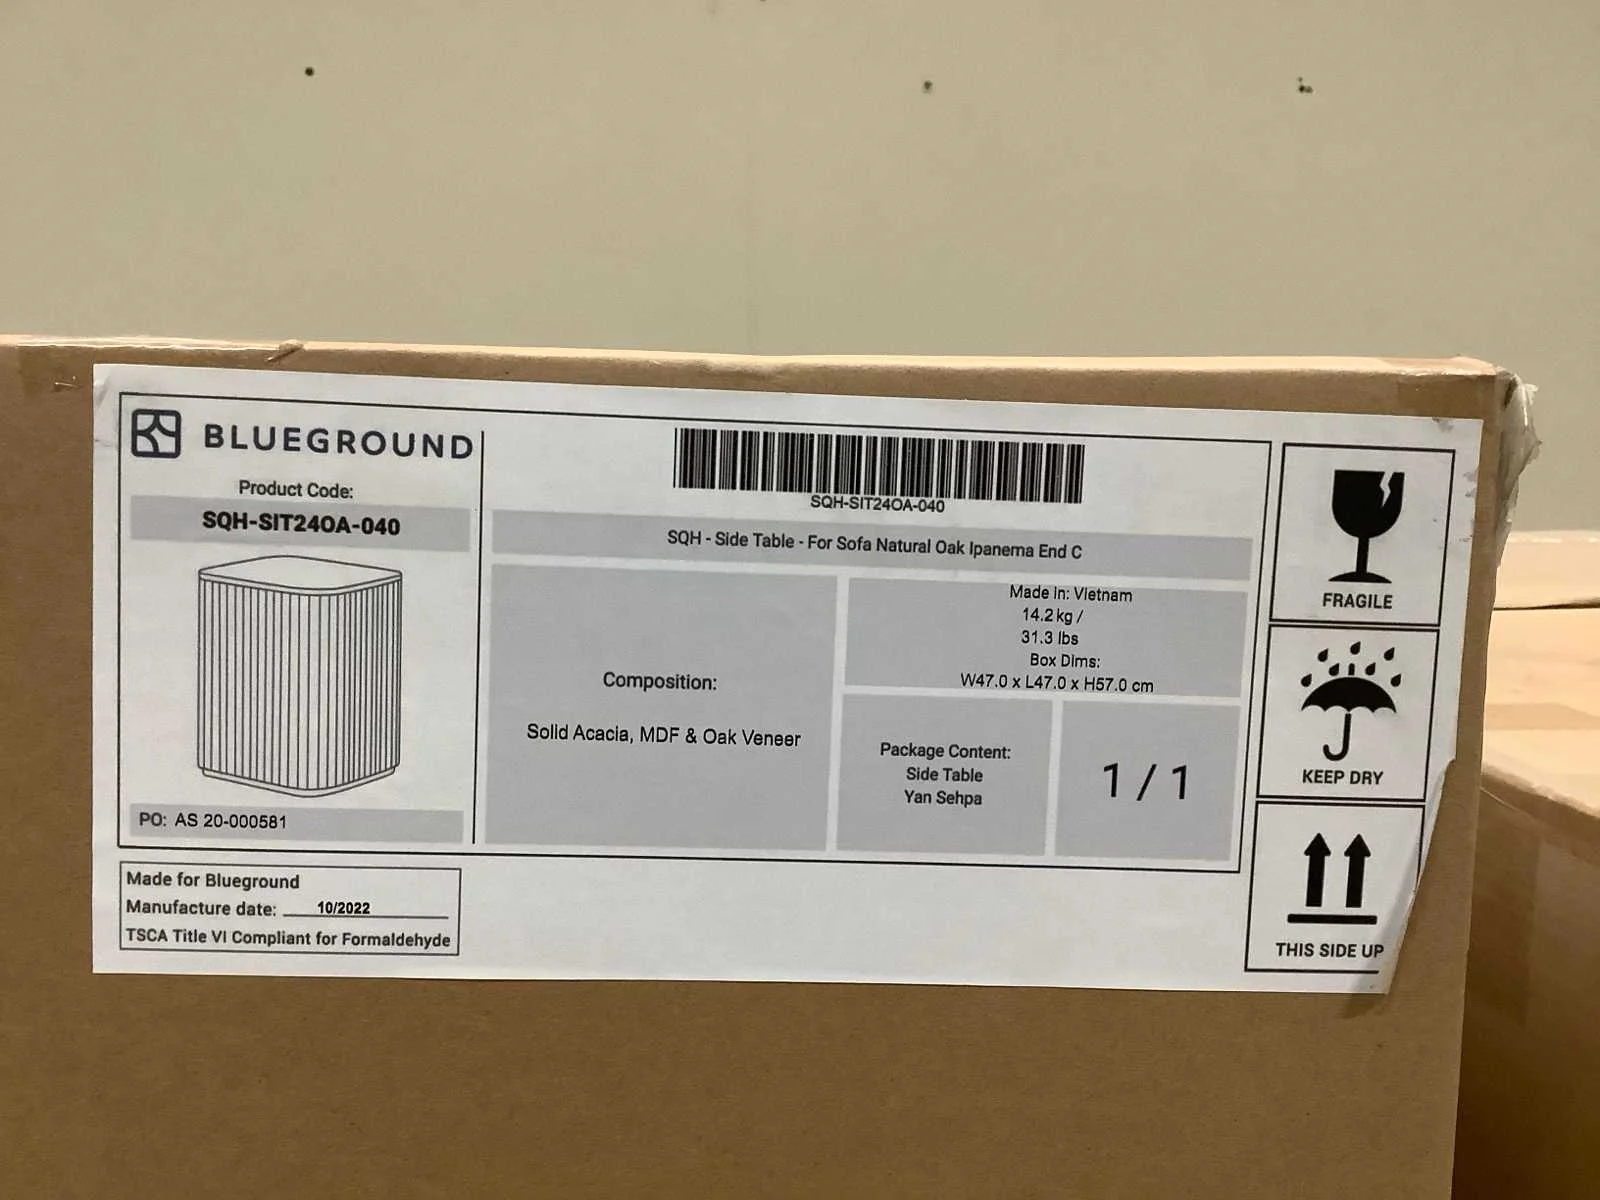 BLUEGROUND
Product Code:
SQH-SIT24OA-040
PO: AS 20-000581
SQH-SIT24OA-040
SQH - Side Table - For Sofa Natural Oak Ipanema End C
Composition:
Solid Acacia, MDF & Oak Veneer
Made in: Vietnam
14.2 kg /
31.3 lbs
Box Dims:
W47.0 x L47.0 x H57.0 cm
Package Content:
Side Table
Yan Sehpa
1 / 1
FRAGILE
KEEP DRY
THIS SIDE UP
Made for Blueground
Manufacture date: 10/2022
TSCA Title VI Compliant for Formaldehyde